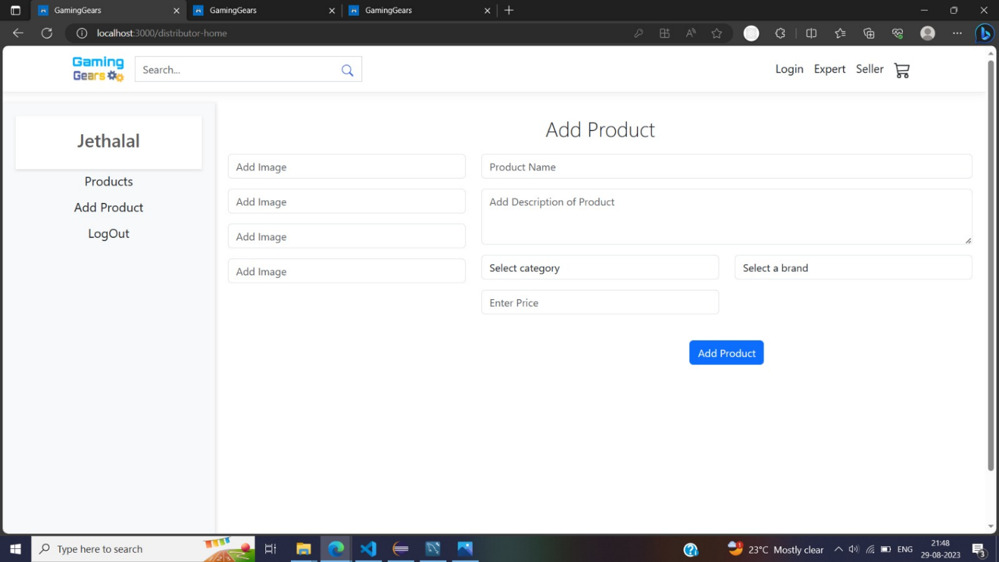 GamingGears
GamingGears
GamingGears
localhost:3000/distributor-home
Gaming
Gears
Search...
Login
Expert
Seller
Jethalal
Products
Add Product
LogOut
Add Product
Add Image
Add Image
Add Image
Add Image
Product Name
Add Description of Product
Select category
Select a brand
Enter Price
Add Product
Type here to search
1
23°C Mostly clear
ENG
21:48
29-08-2023
3